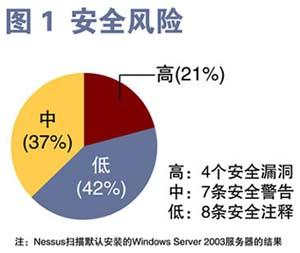 图 1 安全风险
高(21%)
中
(37%)
低
(42%)
高：4个安全漏洞
中：7条安全警告
低：8条安全注释
注：Nessus扫描默认安装的Windows Server 2003服务器的结果